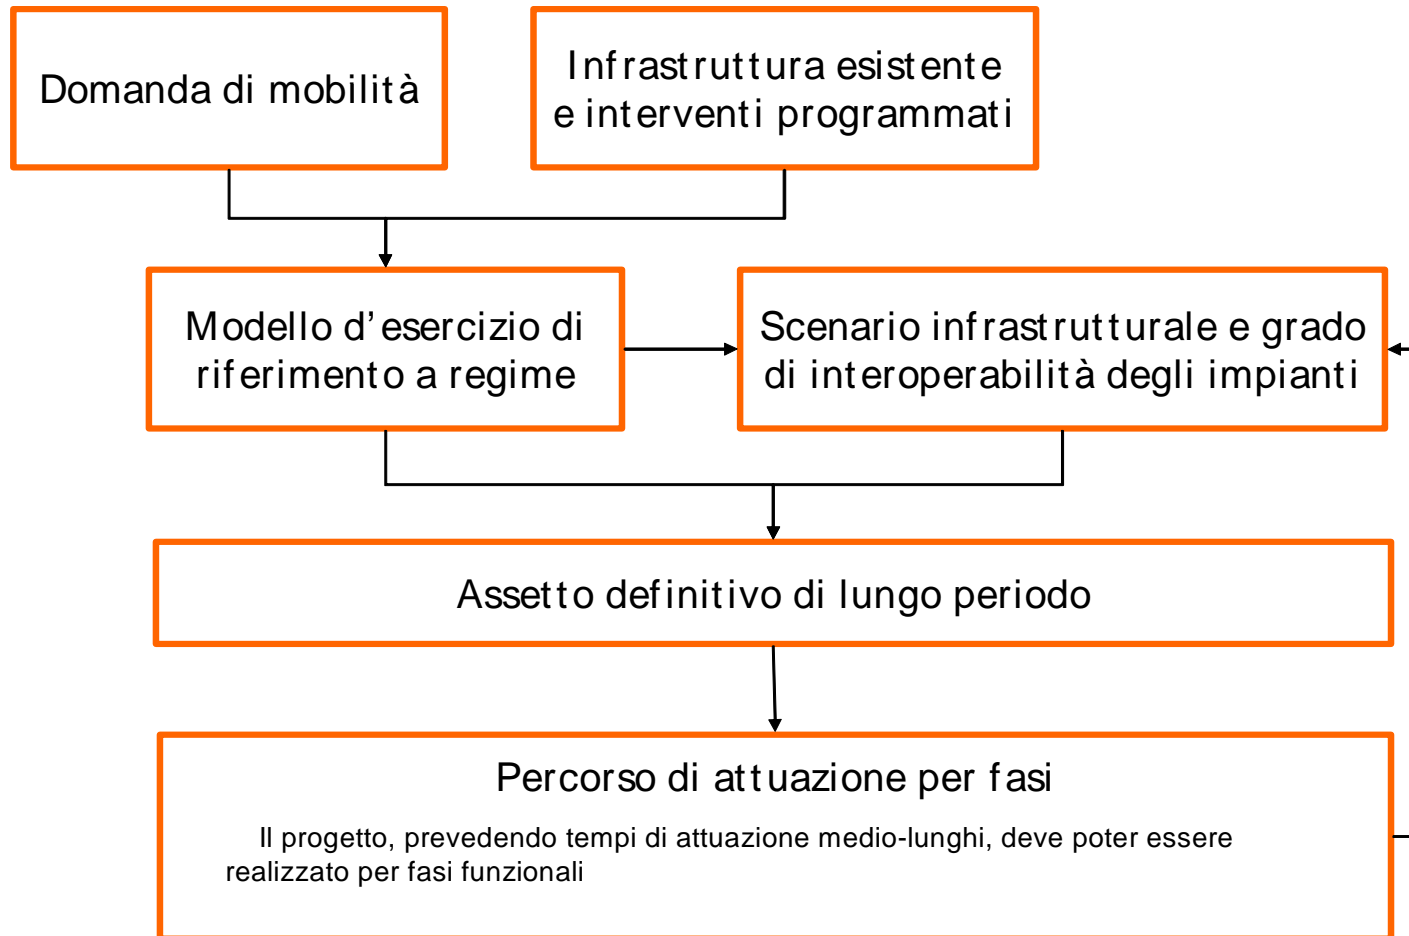 Domanda di mobilità
Infrastruttura esistente
e interventi programmati
Modello d'esercizio di
riferimento a regime
Scenario infrastrutturale e grado
di interoperabilità degli impianti
Assetto definitivo di lungo periodo
Percorso di attuazione per fasi
Il progetto, prevedendo tempi di attuazione medio-lunghi, deve poter essere
realizzato per fasi funzionali